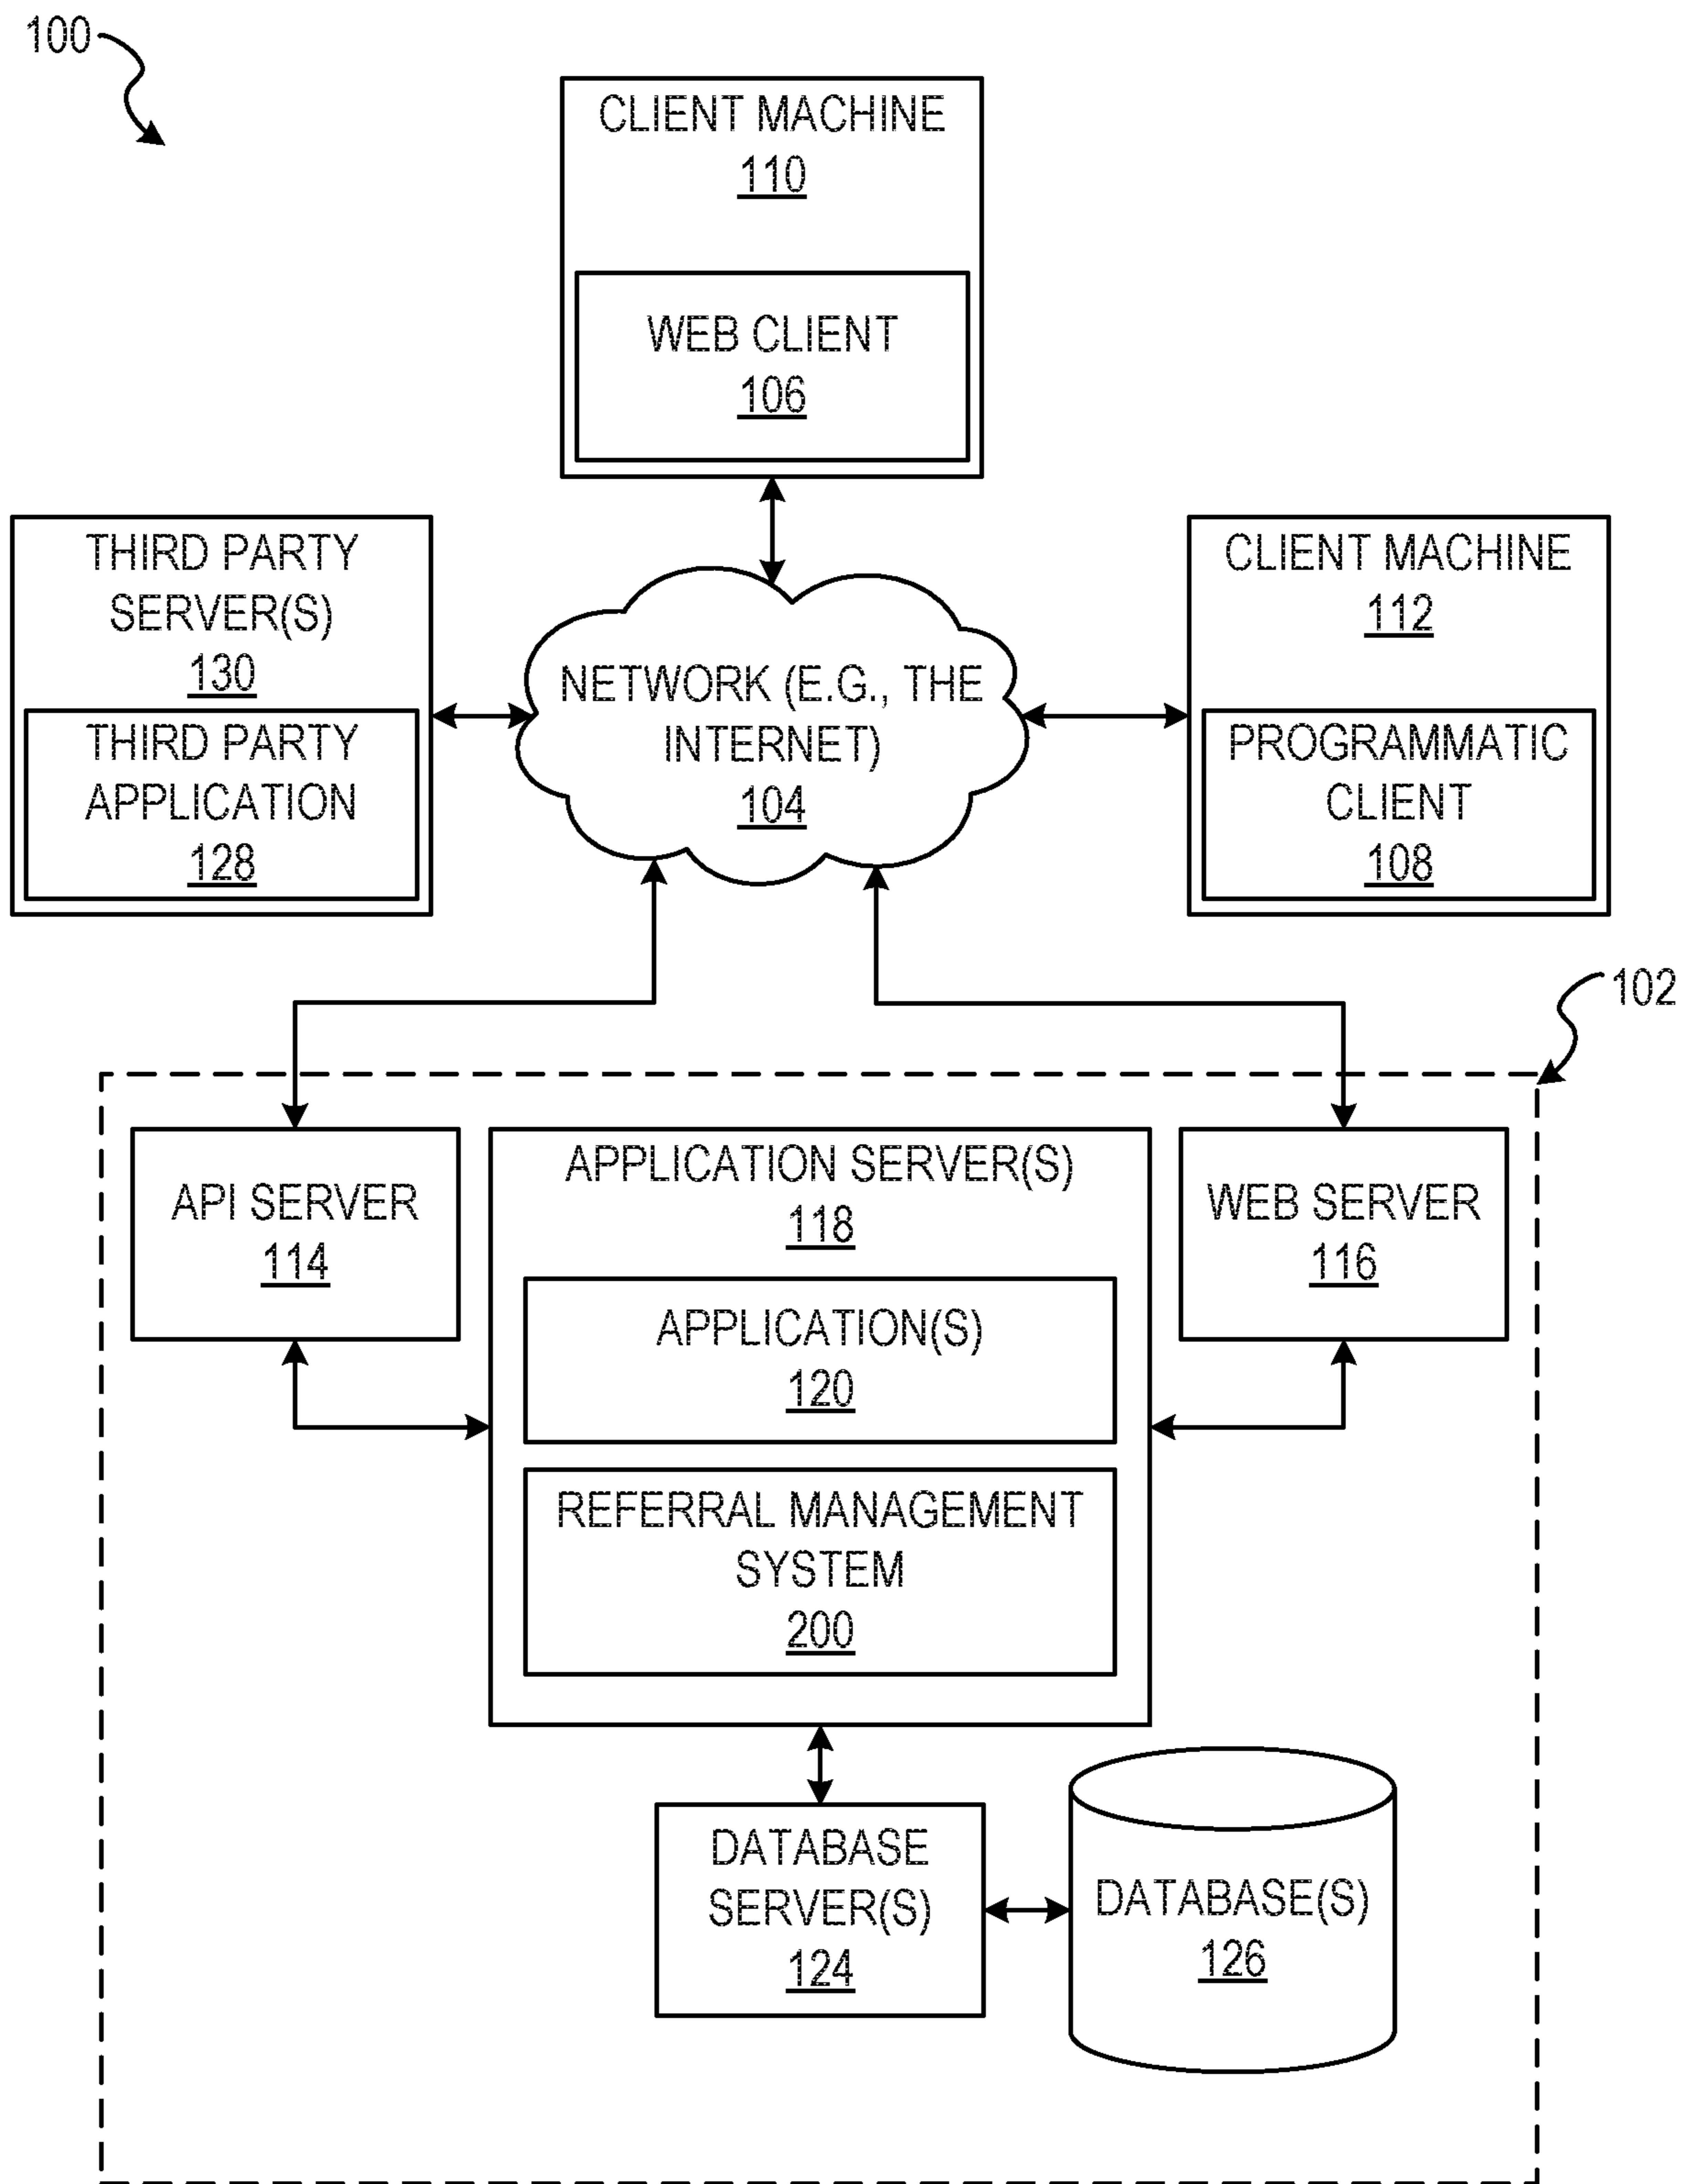 100
CLIENT MACHINE
110
WEB CLIENT
106
THIRD PARTY
SERVER(S)
130
THIRD PARTY
APPLICATION
128
NETWORK (E.G., THE
INTERNET)
104
CLIENT MACHINE
112
PROGRAMMATIC
CLIENT
108
102
API SERVER
114
APPLICATION SERVER(S)
118
APPLICATION(S)
120
REFERRAL MANAGEMENT
SYSTEM
200
WEB SERVER
116
DATABASE
SERVER(S)
124
DATABASE(S)
126